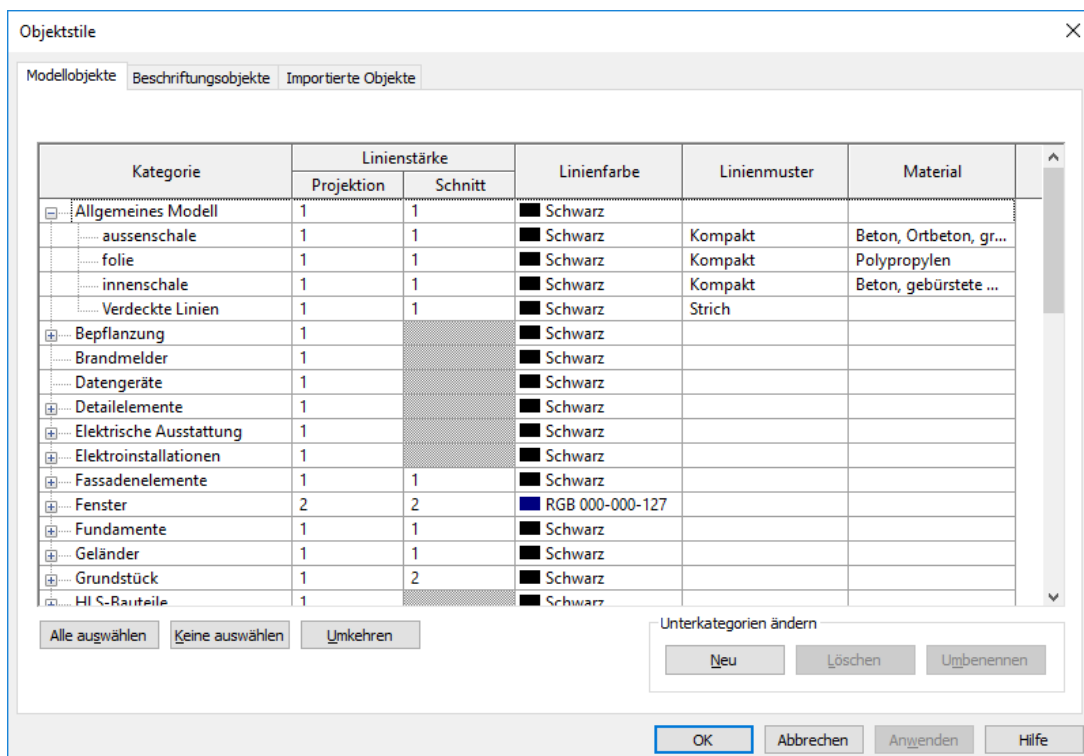 Objektstile
Modellobjekte Beschriftungsobjekte Importierte Objekte
Kategorie Linienstärke Linienfarbe Linienmuster Material
Projektion Schnitt
Allgemeines Modell 1 1 Schwarz
aussenschale 1 1 Schwarz Kompakt Beton, Ortbeton, gr...
folie 1 1 Schwarz Kompakt Polypropylen
innenschale 1 1 Schwarz Kompakt Beton, gebürstete ...
Verdeckte Linien 1 1 Schwarz Strich
Bepflanzung 1 Schwarz
Brandmelder 1 Schwarz
Datengeräte 1 Schwarz
Detailelemente 1 Schwarz
Elektrische Ausstattung 1 Schwarz
Elektroinstallationen 1 Schwarz
Fassadenelemente 1 1 Schwarz
Fenster 2 2 RGB 000-000-127
Fundamente 1 1 Schwarz
Geländer 1 1 Schwarz
Grundstück 1 2 Schwarz
HLS-Bauteile 1 Schwarz
Alle auswählen Keine auswählen Umkehren
Unterkategorien ändern
Neu Löschen Umbenennen
OK Abbrechen Anwenden Hilfe